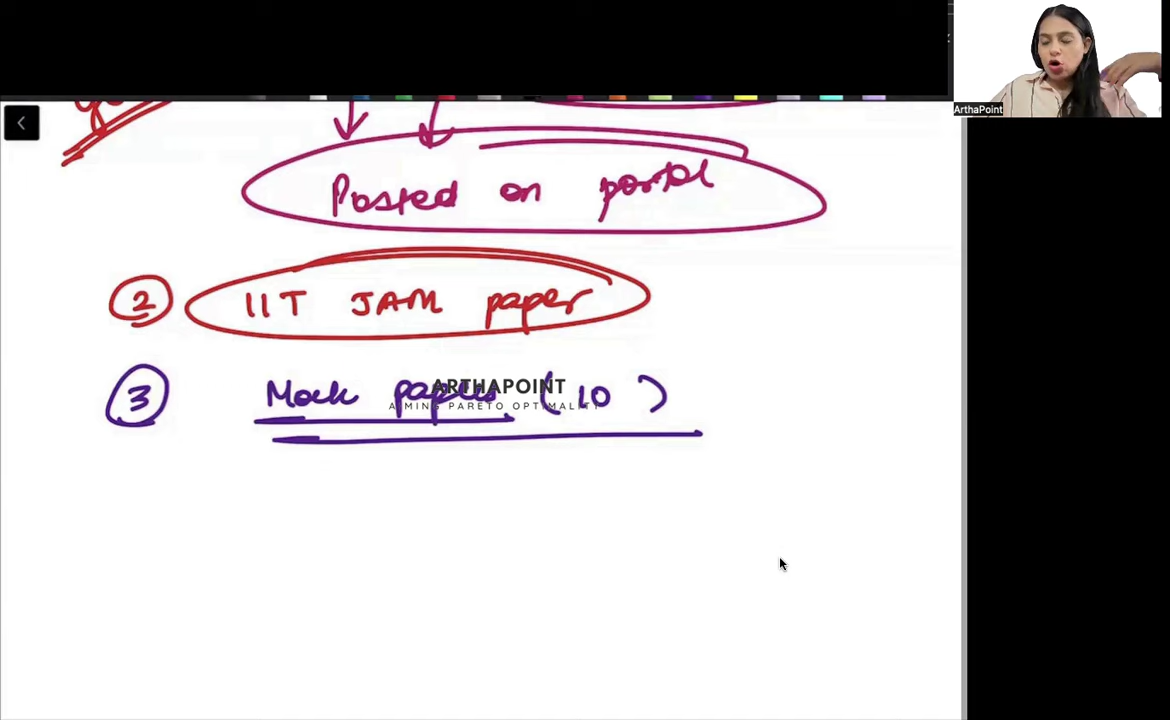 ArthaPoint
Posted on portal
2 IIT JAM paper
3 Mock papers (10)
ARTHAPOINT
AIMING PARETO OPTIMALITY